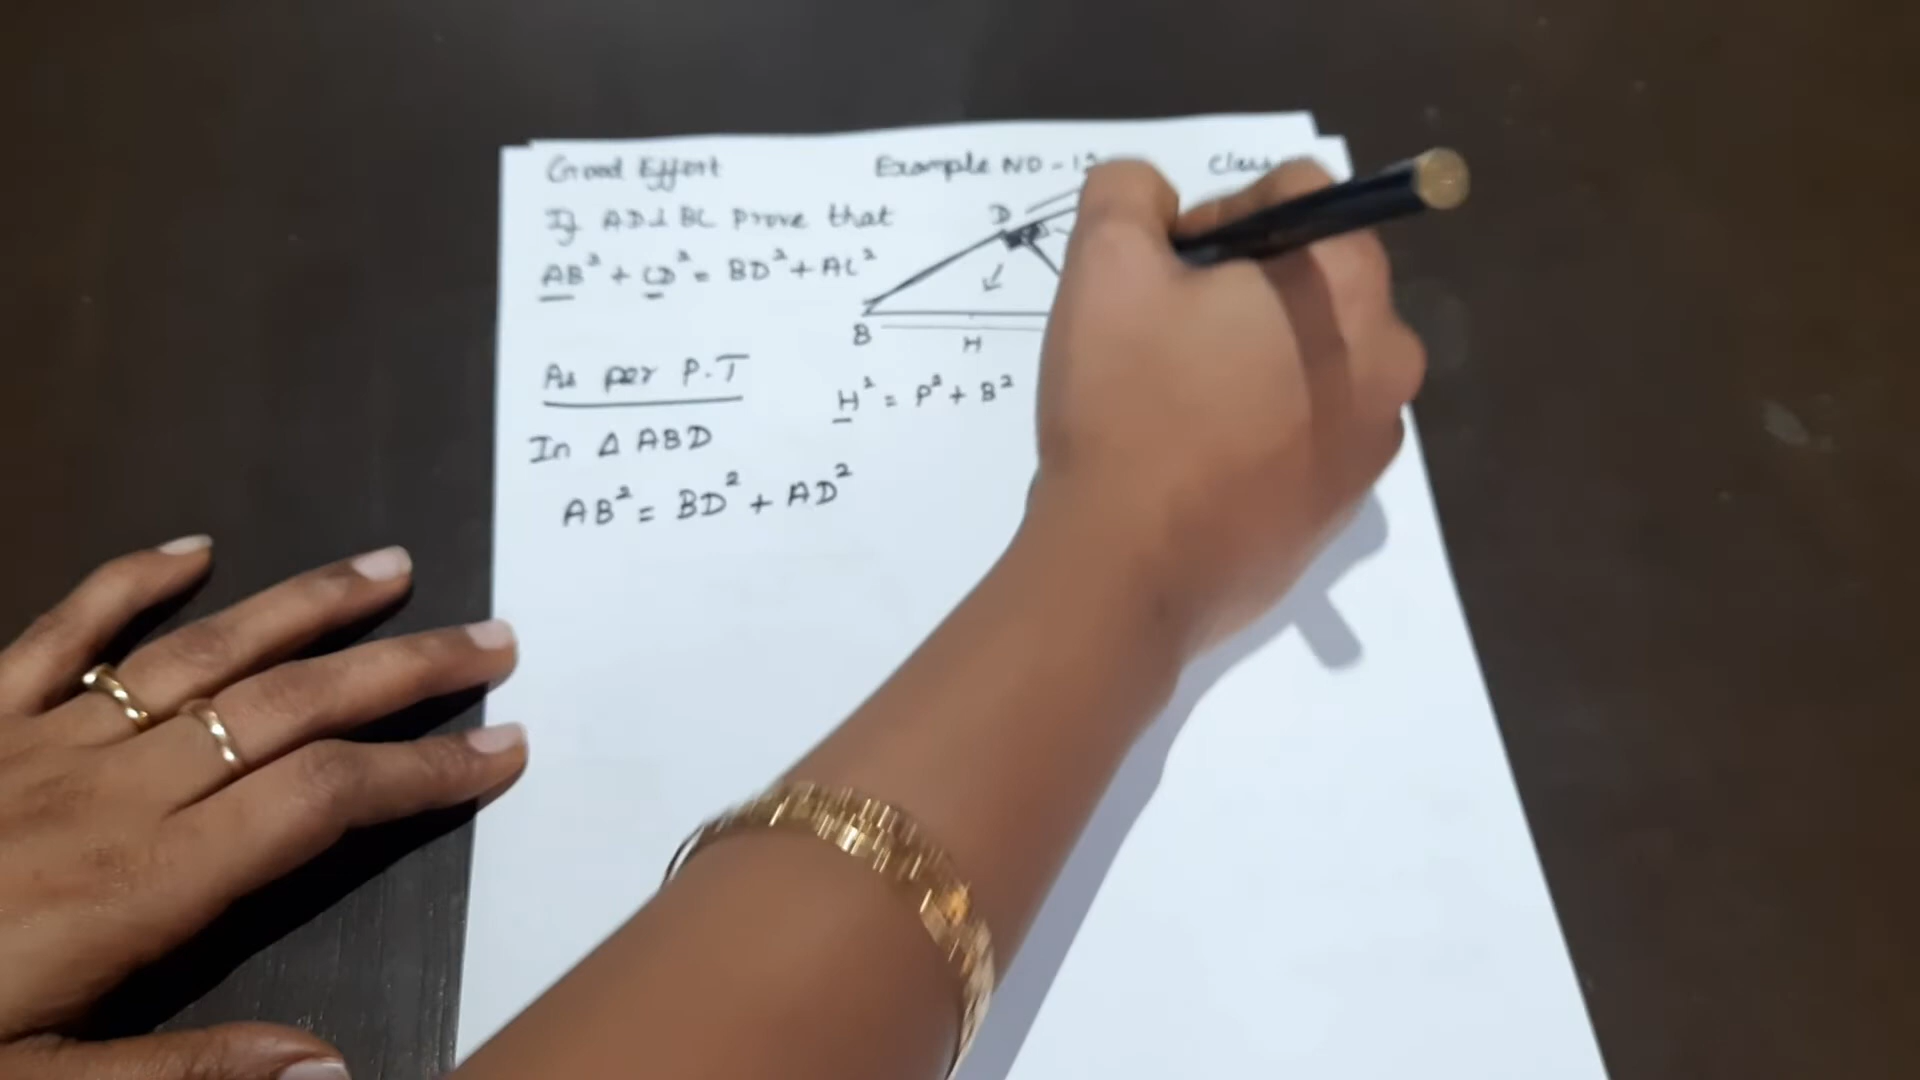 Good Effort
Example NO - 12
If AD⊥BC Prove that
AB² + CD² = BD² + AC²
D
B
H
As per P.T
H² = P² + B²
In Δ ABD
AB² = BD² + AD²